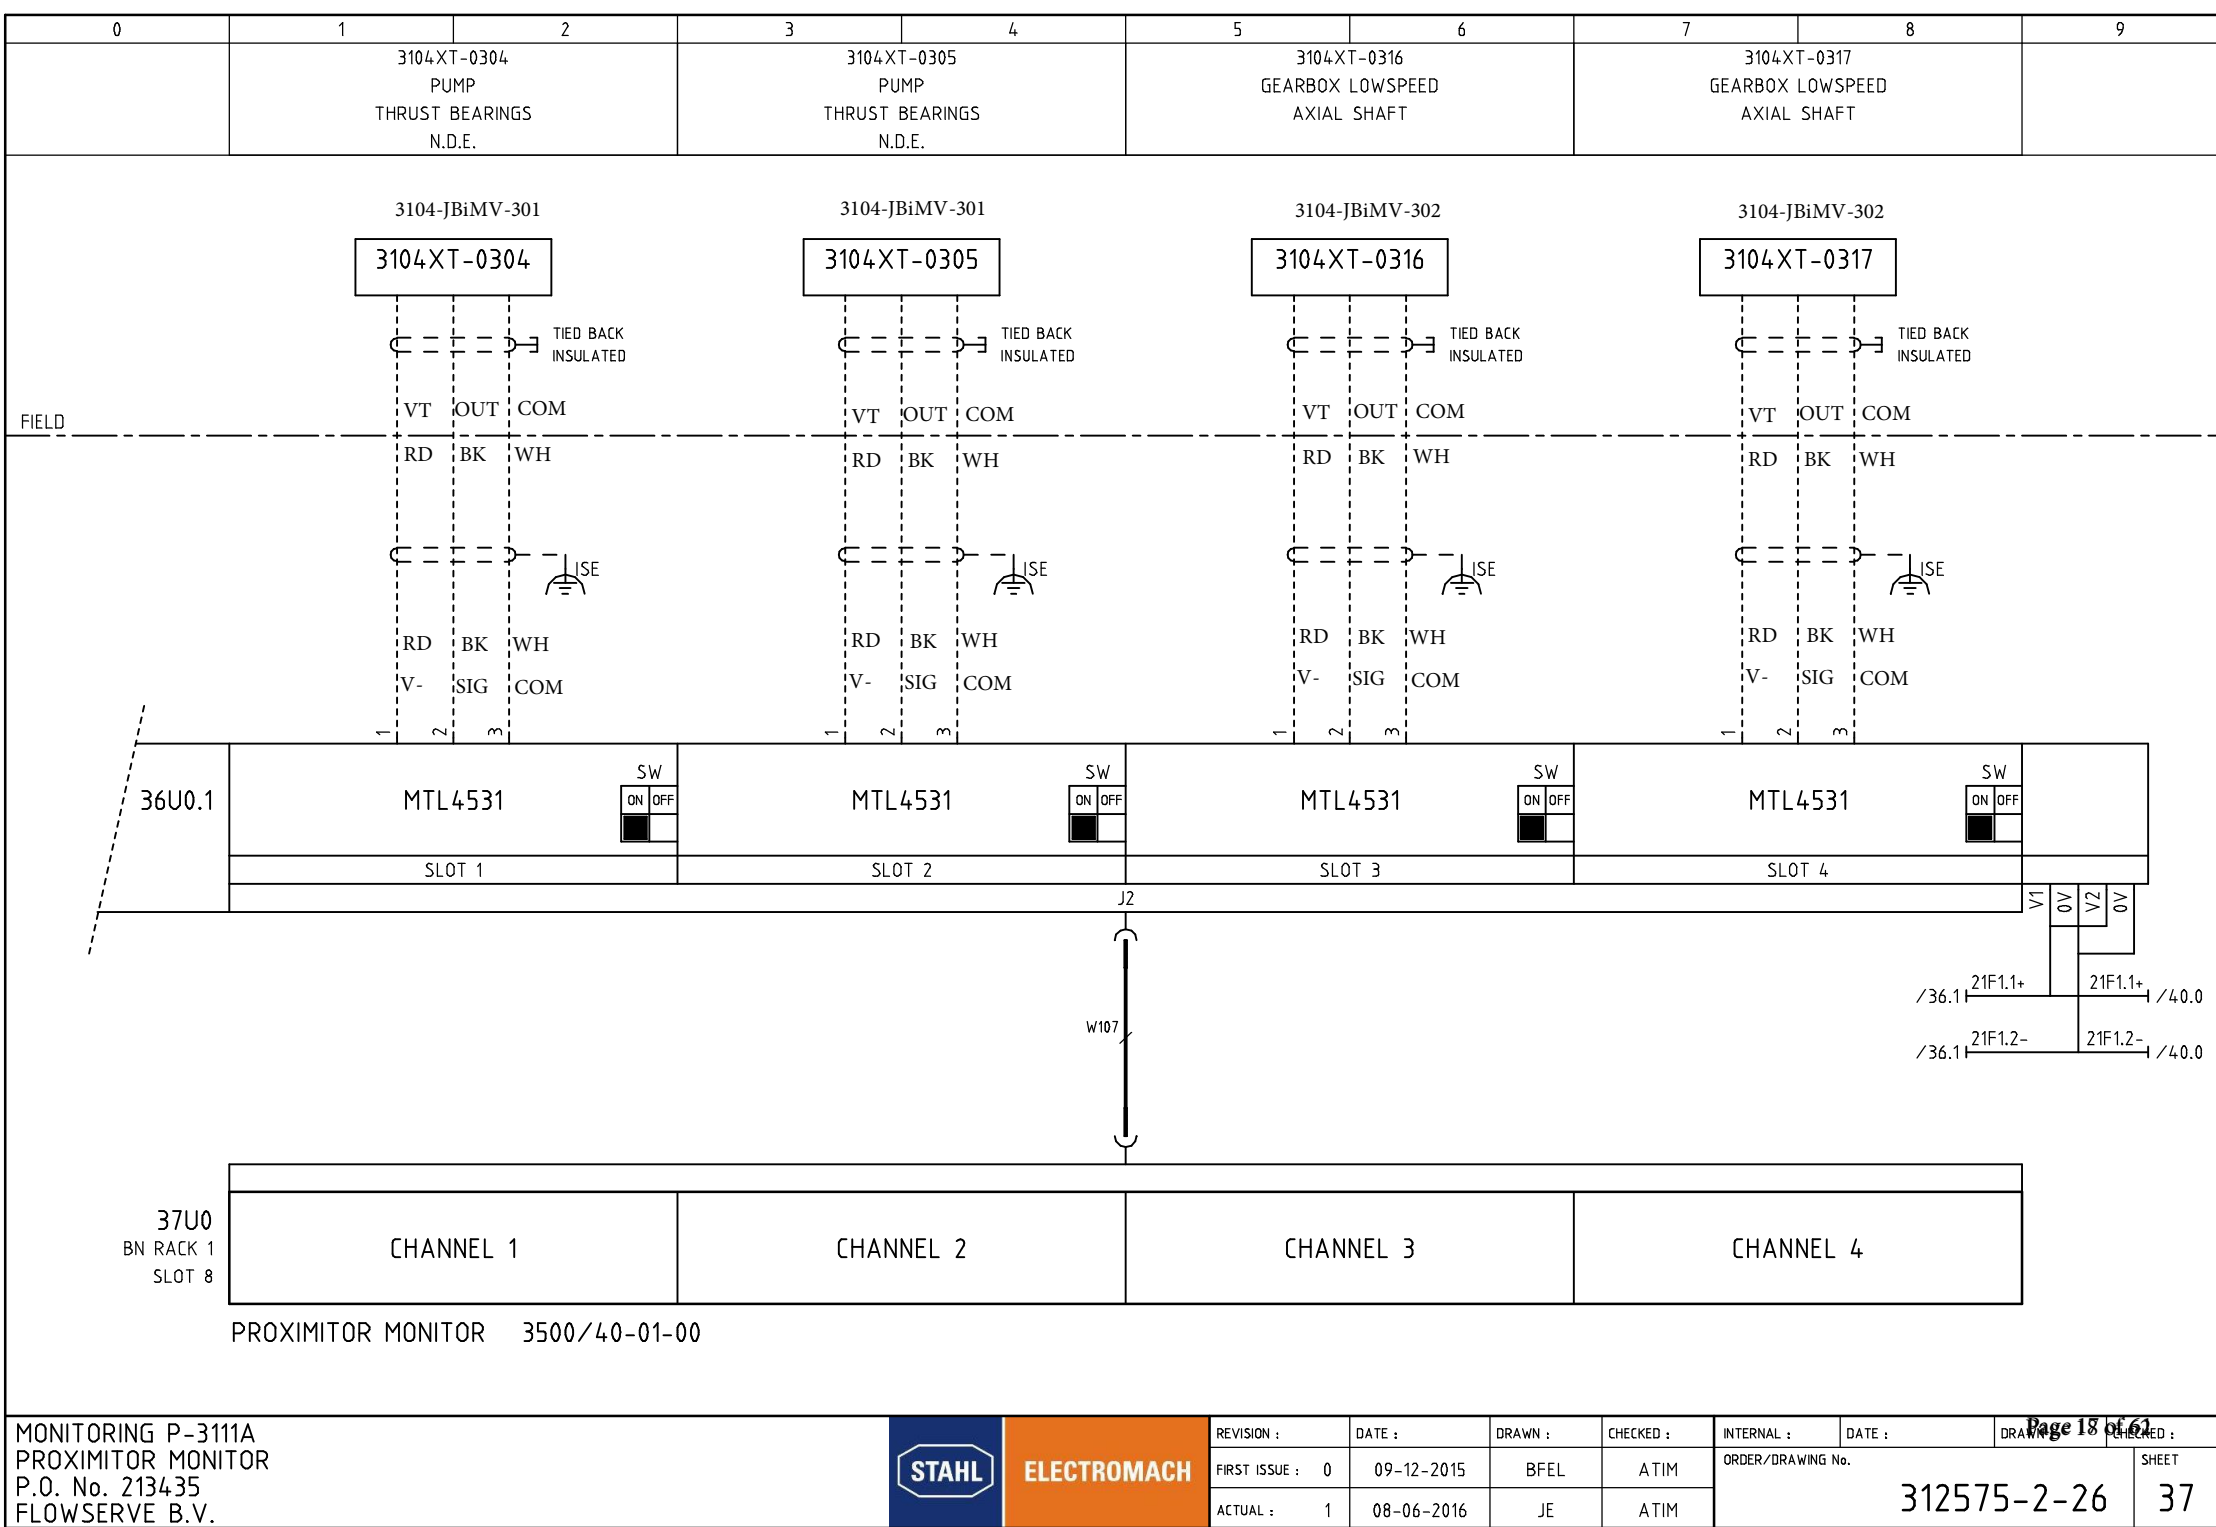 0 1 2 3 4 5 6 7 8 9
3104XT-0304 3104XT-0305 3104XT-0316 3104XT-0317
PUMP PUMP GEARBOX LOWSPEED GEARBOX LOWSPEED
THRUST BEARINGS THRUST BEARINGS AXIAL SHAFT AXIAL SHAFT
N.D.E. N.D.E.
3104-JBiMV-301 3104-JBiMV-301 3104-JBiMV-302 3104-JBiMV-302
3104XT-0304 3104XT-0305 3104XT-0316 3104XT-0317
TIED BACK TIED BACK TIED BACK TIED BACK
INSULATED INSULATED INSULATED INSULATED
VT OUT COM VT OUT COM VT OUT COM VT OUT COM
FIELD
RD BK WH RD BK WH RD BK WH RD BK WH
ISE ISE ISE ISE
RD BK WH RD BK WH RD BK WH RD BK WH
V- SIG COM V- SIG COM V- SIG COM V- SIG COM
1 2 3 1 2 3 1 2 3 1 2 3
SW SW SW SW
36U0.1 MTL4531 ON OFF MTL4531 ON OFF MTL4531 ON OFF MTL4531 ON OFF
SLOT 1 SLOT 2 SLOT 3 SLOT 4
J2 V1 0V V2 0V
/36.1 21F1.1+ 21F1.1+ /40.0
W107
/36.1 21F1.2- 21F1.2- /40.0
37U0
BN RACK 1
SLOT 8
CHANNEL 1 CHANNEL 2 CHANNEL 3 CHANNEL 4
PROXIMITOR MONITOR 3500/40-01-00
MONITORING P-3111A
PROXIMITOR MONITOR
P.O. No. 213435
FLOWSERVE B.V.
STAHL ELECTROMACH
REVISION : DATE : DRAWN : CHECKED :
FIRST ISSUE : 0 09-12-2015 BFEL ATIM
ACTUAL : 1 08-06-2016 JE ATIM
INTERNAL : DATE : DRAWN : CHECKED :
Page of
ORDER/DRAWING No. SHEET
312575-2-26 37